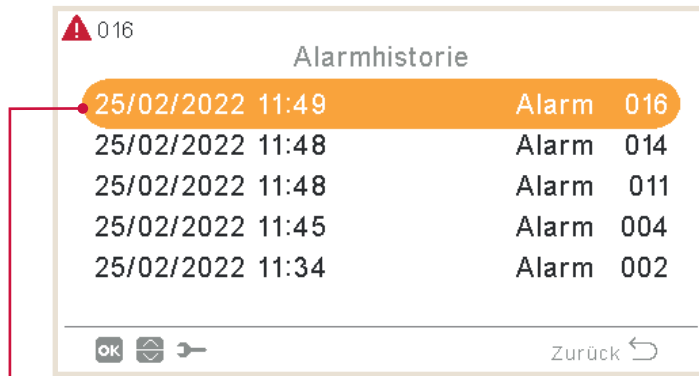 016
Alarmhistorie
25/02/2022 11:49 Alarm 016
25/02/2022 11:48 Alarm 014
25/02/2022 11:48 Alarm 011
25/02/2022 11:45 Alarm 004
25/02/2022 11:34 Alarm 002
OK Zurück